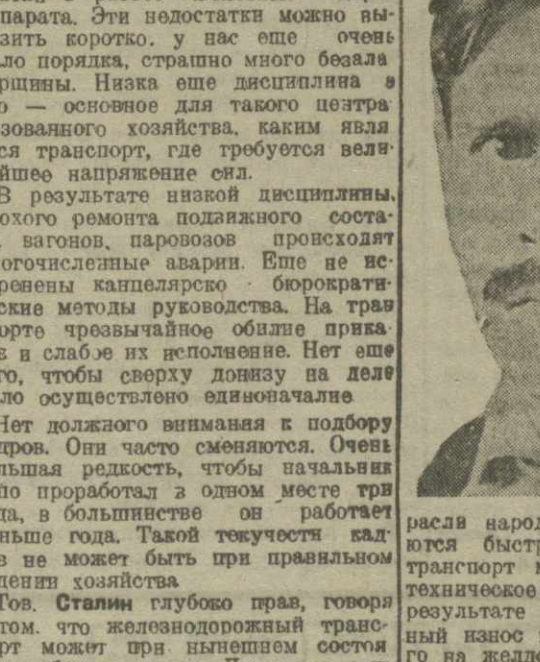 парата. Эти недостатки можно вы-
зить коротко. у нас еще очень
ло порядка, страшно много безала
рщины. Низка еще дисциплина в
о — основное для такого центра
зованного хозяйства, каким явля
ся транспорт, где требуется вели-
йшее напряжение сил.
В результате низкой дисциплины,
охого ремонта подвижного соста-
, вагонов, паровозов происходят
огочисленные аварии. Еще не ис-
ренены канцелярско - бюрократи-
ские методы руководства. На тран
орте чрезвычайное обилие прика-
в и слабое их исполнение. Нет еще
го, чтобы сверху донизу на деле
ло осуществлено единоначалие
Нет должного внимания к подбору
дров. Они часто сменяются. Очень
льшая редкость, чтобы начальник
по проработал в одном месте три
да, в большинстве он работает
ньше года. Такой текучести кад-
в не может быть при правильном
дении хозяйства
Тов. Сталин глубоко прав, говоря
том. что железнодорожный транс-
рт может при нынешнем состоя
расли народ
ются быстр
транспорт м
техническое
результате
ный износ
го на желез